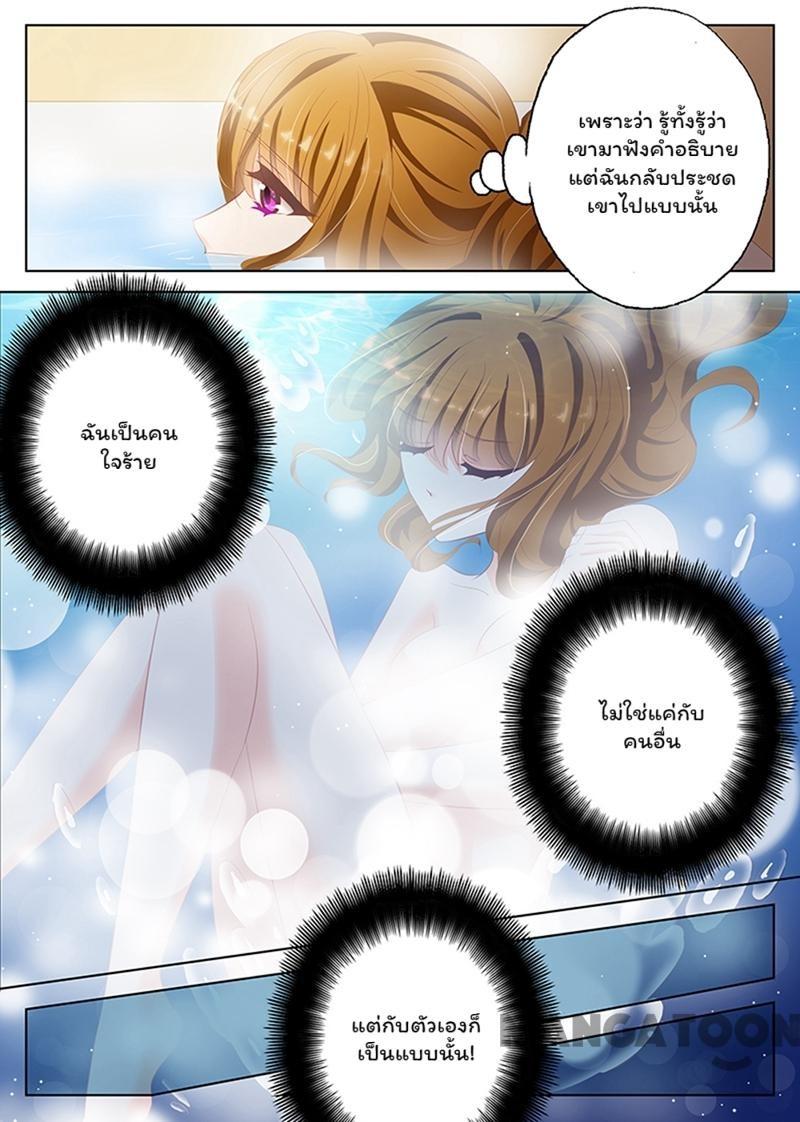 เพราะว่า รู้ทั้งรู้ว่า
เขามาฟังคำอธิบาย
แต่ฉันกลับประชด
เขาไปแบบนั้น
ฉันเป็นคน
ใจร้าย
ไม่ใช่แค่กับ
คนอื่น
แต่กับตัวเองก็
เป็นแบบนั้น!
MANGATOON